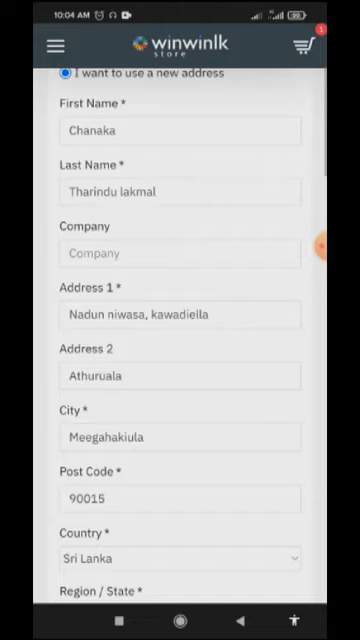 10:04 AM
1
winwinlk
store
I want to use a new address
First Name *
Chanaka
Last Name *
Tharindu lakmal
Company
Company
Address 1 *
Nadun niwasa, kawadiella
Address 2
Athuruala
City *
Meegahakiula
Post Code *
90015
Country *
Sri Lanka
Region / State *